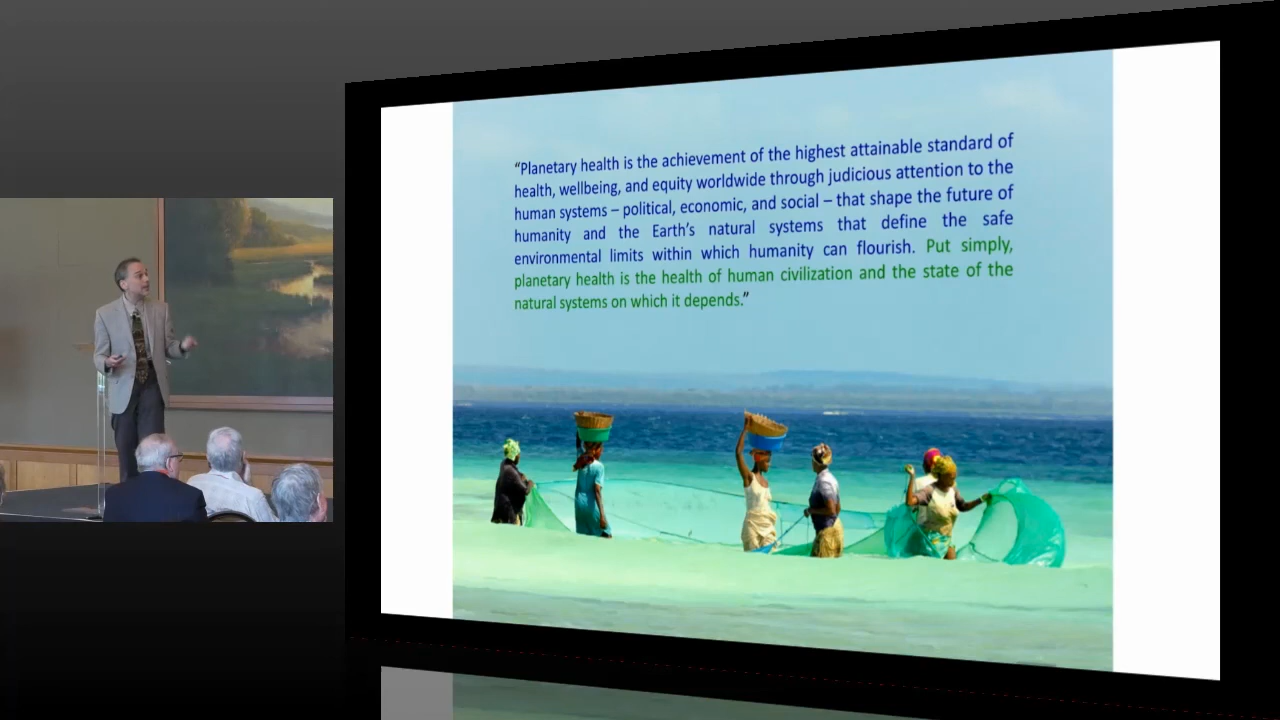 “Planetary health is the achievement of the highest attainable standard of
health, wellbeing, and equity worldwide through judicious attention to the
human systems – political, economic, and social – that shape the future of
humanity and the Earth’s natural systems that define the safe
environmental limits within which humanity can flourish. Put simply,
planetary health is the health of human civilization and the state of the
natural systems on which it depends.”